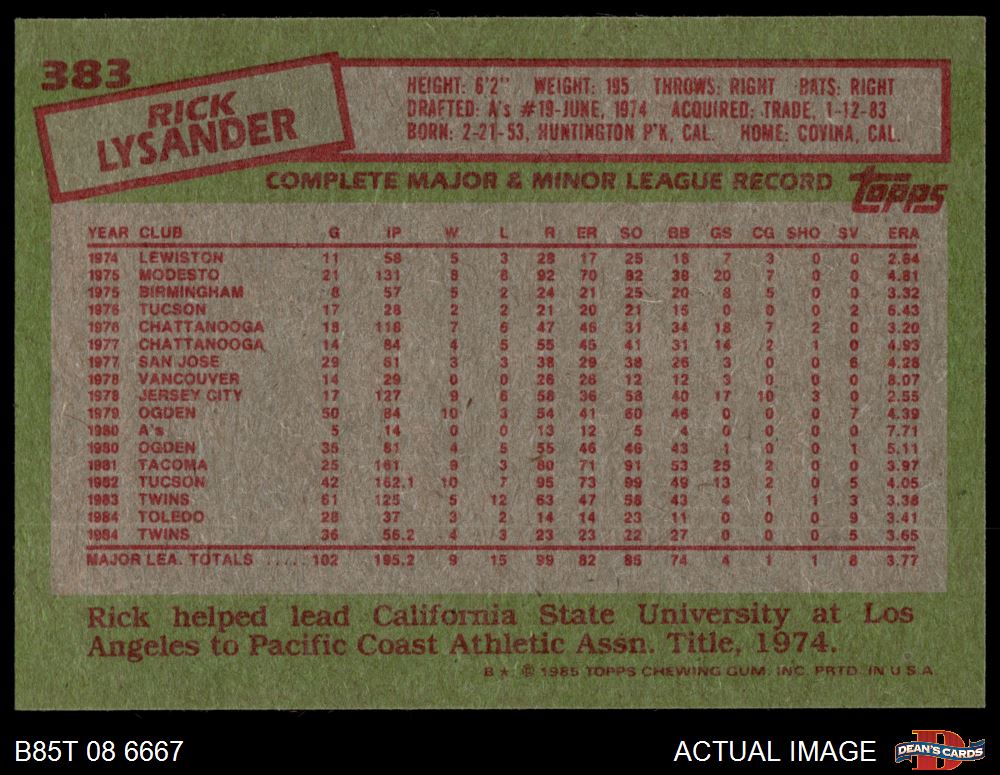 383
RICK
LYSANDER
HEIGHT: 6'2" WEIGHT: 195 THROWS: RIGHT BATS: RIGHT
DRAFTED: A's #19-JUNE, 1974 ACQUIRED: TRADE, 1-12-83
BORN: 2-21-53, HUNTINGTON P'K, CAL. HOME: COVINA, CAL.
COMPLETE MAJOR & MINOR LEAGUE RECORD topps
YEAR CLUB G IP W L R ER SO BB GS CG SHO SV ERA
1974 LEWISTON 11 58 5 3 28 17 25 18 7 3 0 0 2.64
1975 MODESTO 21 131 8 8 92 70 82 38 20 7 0 0 4.81
1975 BIRMINGHAM 8 57 5 2 24 21 25 20 8 5 0 0 3.32
1976 TUCSON 17 28 2 2 21 20 21 15 0 0 0 2 6.43
1976 CHATTANOOGA 18 118 7 6 47 46 31 34 18 7 2 0 3.20
1977 CHATTANOOGA 14 84 4 5 55 45 41 31 14 2 1 0 4.93
1977 SAN JOSE 29 61 3 3 38 29 38 26 3 0 0 6 4.28
1978 VANCOUVER 14 29 0 0 26 26 12 12 3 0 0 0 8.07
1978 JERSEY CITY 17 127 9 6 58 36 58 40 17 10 3 0 2.55
1979 OGDEN 50 84 10 3 54 41 60 46 0 0 0 7 4.39
1980 A's 5 14 0 0 13 12 5 4 0 0 0 0 7.71
1980 OGDEN 35 81 4 5 55 46 46 43 1 0 0 1 5.11
1981 TACOMA 25 161 9 3 80 71 91 53 25 2 0 0 3.97
1982 TUCSON 42 162.1 10 7 95 73 99 49 13 2 0 5 4.05
1983 TWINS 61 125 5 12 63 47 58 43 4 1 1 3 3.38
1984 TOLEDO 28 37 3 2 14 14 23 11 0 0 0 9 3.41
1984 TWINS 36 56.2 4 3 23 23 22 27 0 0 0 5 3.65
MAJOR LEA. TOTALS ..... 102 195.2 9 15 99 82 85 74 4 1 1 8 3.77
Rick helped lead California State University at Los
Angeles to Pacific Coast Athletic Assn. Title, 1974.
B* © 1985 TOPPS CHEWING GUM, INC. PRTD. IN U.S.A.
B85T 08 6667 ACTUAL IMAGE DEAN'S CARDS